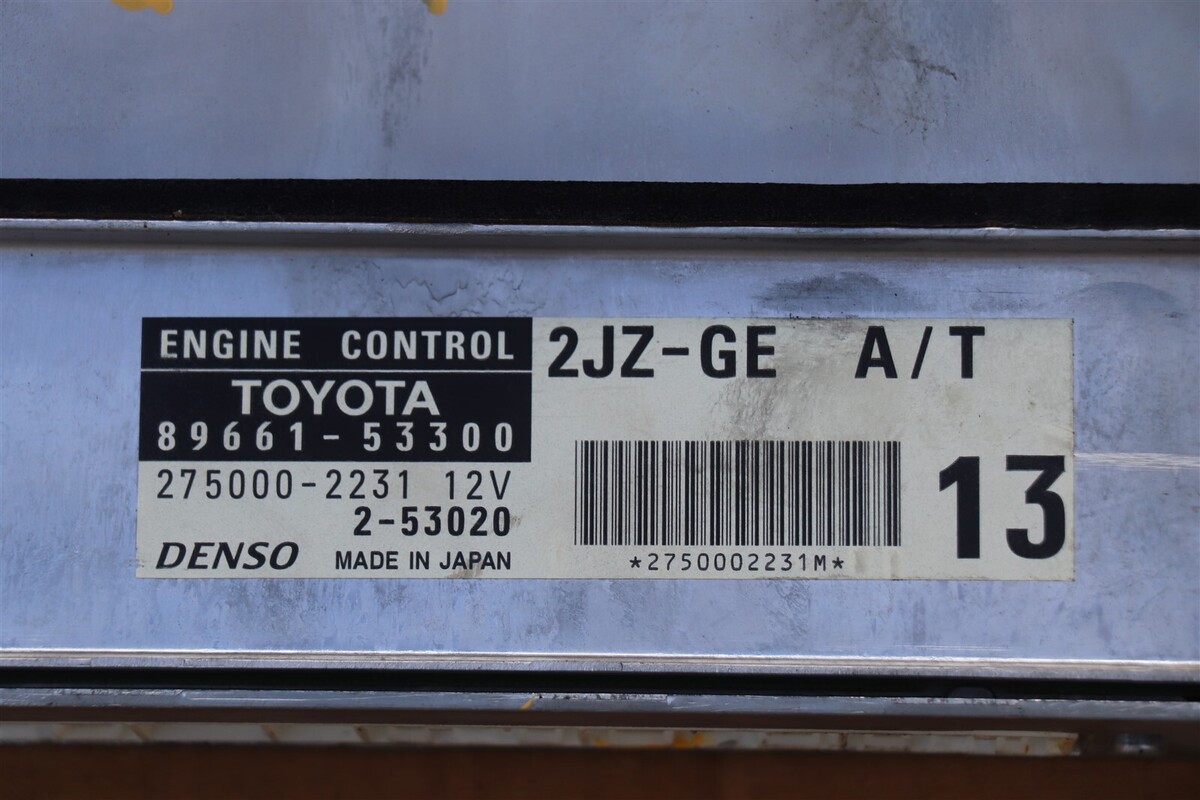 ENGINE CONTROL
TOYOTA
89661-53300
275000-2231 12V
2-53020
DENSO MADE IN JAPAN
2JZ-GE A/T
*2750002231M*
13